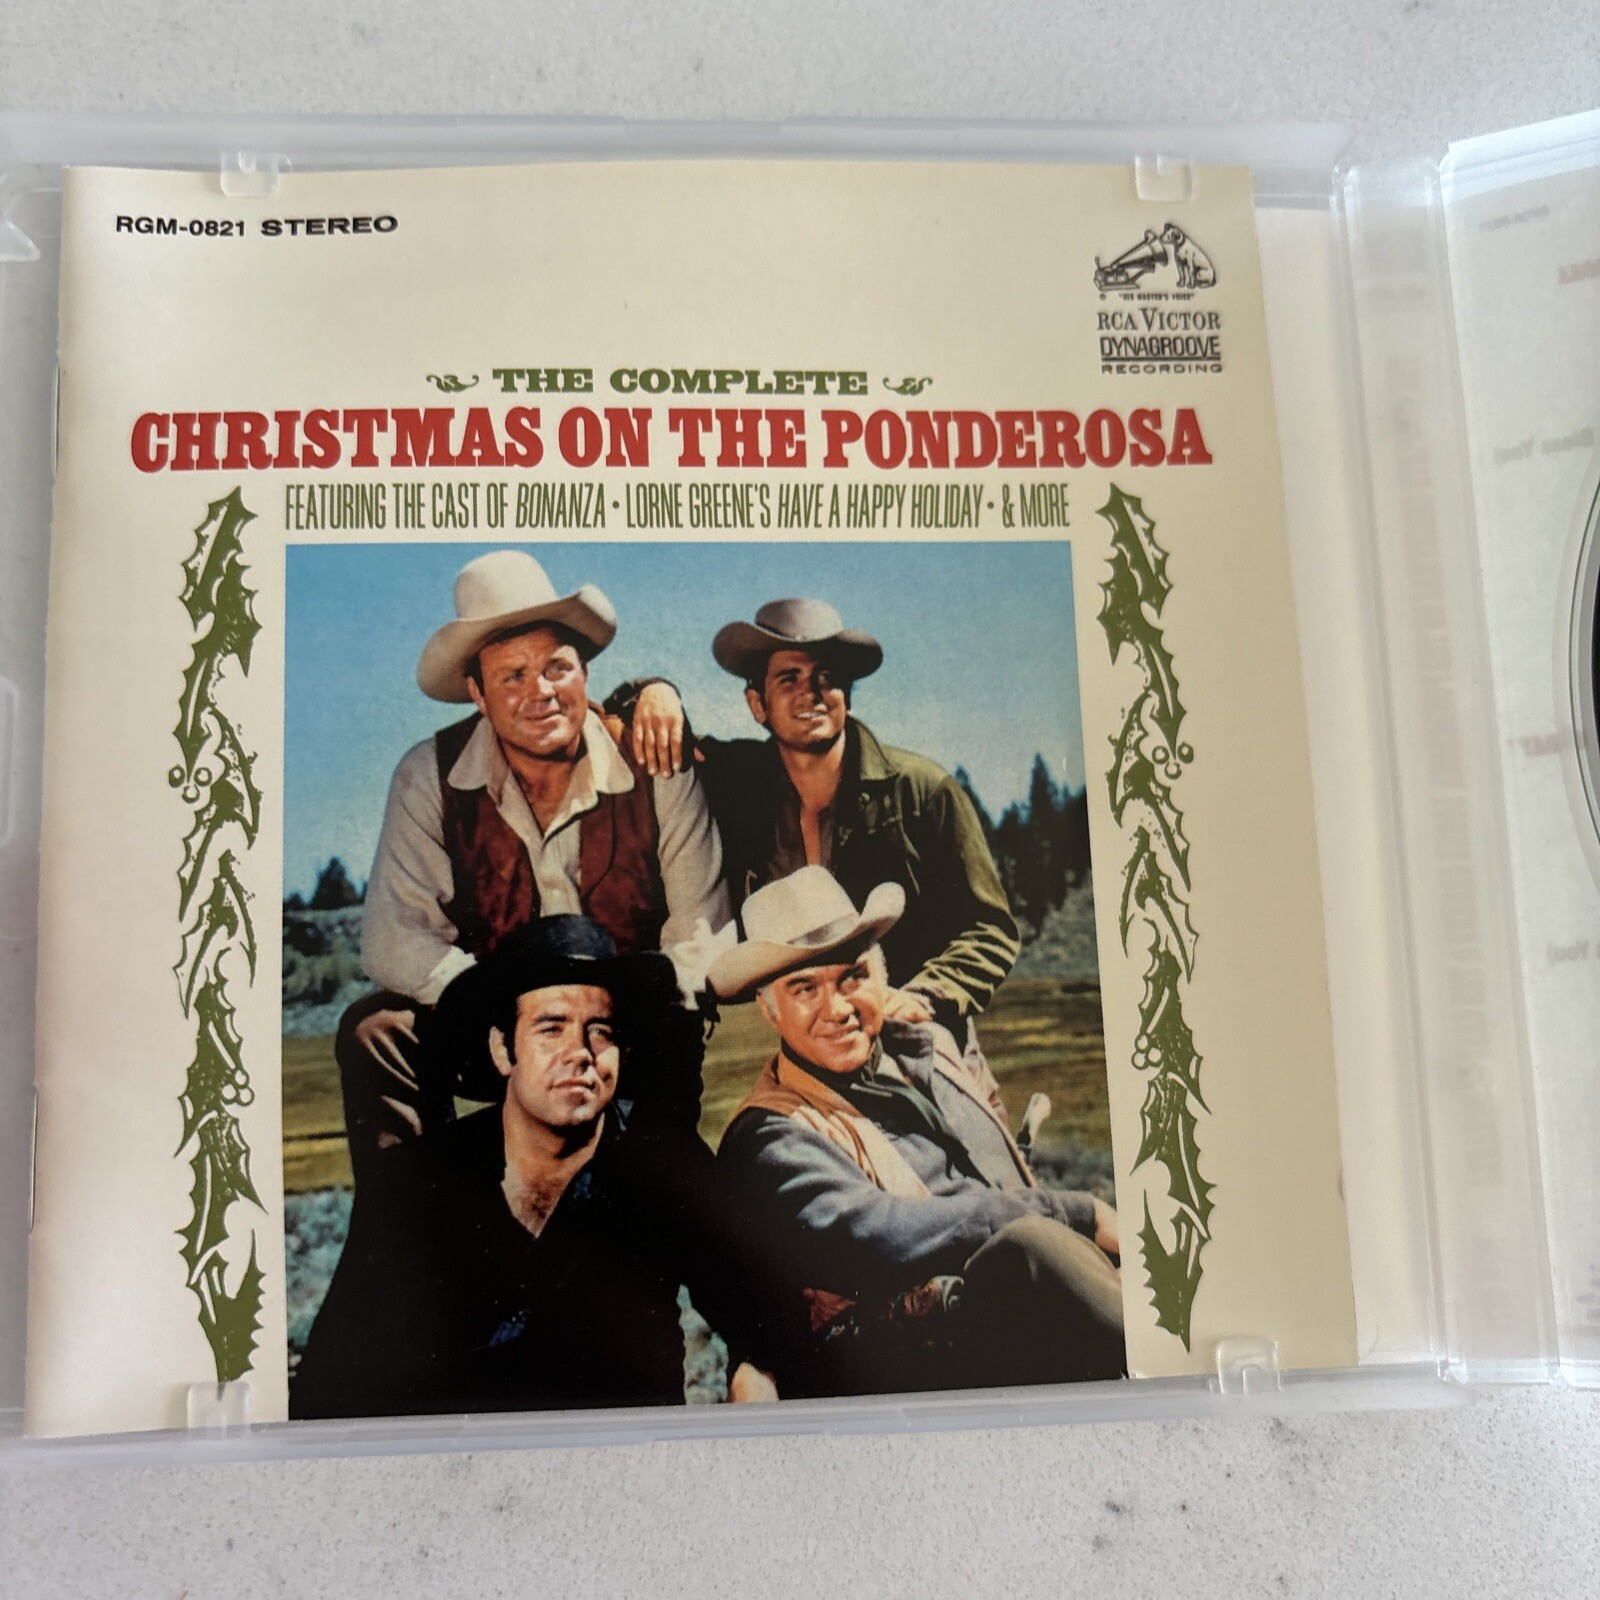 RGM-0821 STEREO
"HIS MASTER'S VOICE"
RCA VICTOR
DYNAGROOVE
RECORDING
THE COMPLETE
CHRISTMAS ON THE PONDEROSA
FEATURING THE CAST OF BONANZA • LORNE GREENE'S HAVE A HAPPY HOLIDAY • & MORE